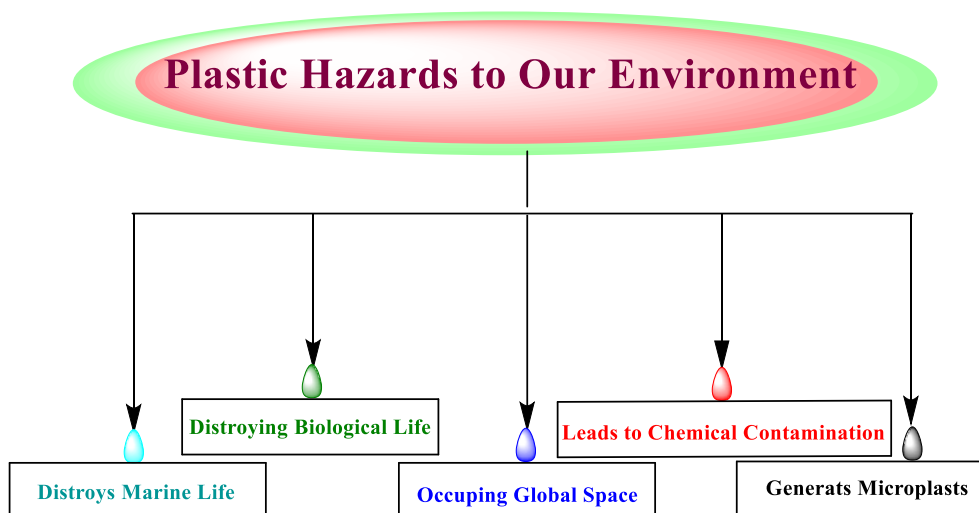 Plastic Hazards to Our Environment
Distroying Biological Life
Leads to Chemical Contamination
Distroys Marine Life
Occuping Global Space
Generats Microplasts